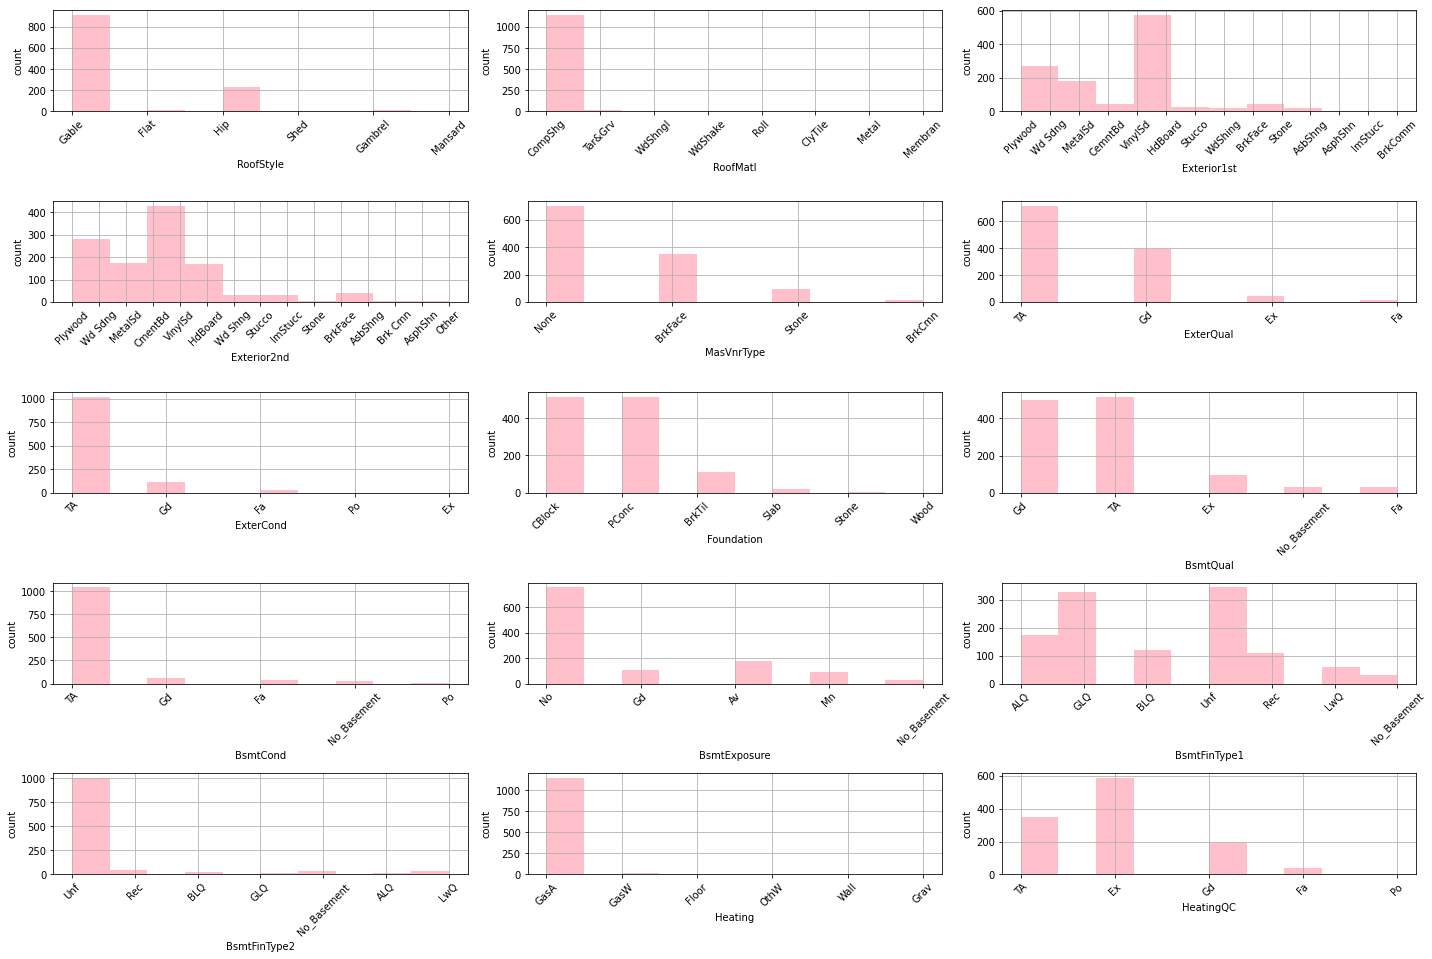 800
600
400
200
0
count
Gable
Flat
Hip
Shed
Gambrel
Mansard
RoofStyle
1000
750
500
250
0
count
CompShg
Tar&Grv
WdShngl
WdShake
Roll
ClyTile
Metal
Membran
RoofMatl
600
400
200
0
count
Plywood
Wd Sdng
MetalSd
CemntBd
VinylSd
HdBoard
Stucco
WdShing
BrkFace
Stone
AsbShng
AsphShn
ImStucc
BrkComm
Exterior1st
400
300
200
100
0
count
Plywood
Wd Sdng
MetalSd
CmentBd
VinylSd
HdBoard
Wd Shng
Stucco
ImStucc
Stone
BrkFace
AsbShng
Brk Cmn
AsphShn
Other
Exterior2nd
600
400
200
0
count
None
BrkFace
Stone
BrkCmn
MasVnrType
600
400
200
0
count
TA
Gd
Ex
Fa
ExterQual
1000
750
500
250
0
count
TA
Gd
Fa
Po
Ex
ExterCond
400
200
0
count
CBlock
PConc
BrkTil
Slab
Stone
Wood
Foundation
400
200
0
count
Gd
TA
Ex
No_Basement
Fa
BsmtQual
1000
750
500
250
0
count
TA
Gd
Fa
No_Basement
Po
BsmtCond
600
400
200
0
count
No
Gd
Av
Mn
No_Basement
BsmtExposure
300
200
100
0
count
ALQ
GLQ
BLQ
Unf
Rec
LwQ
No_Basement
BsmtFinType1
1000
750
500
250
0
count
Unf
Rec
BLQ
GLQ
No_Basement
ALQ
LwQ
BsmtFinType2
1000
750
500
250
0
count
GasA
GasW
Floor
OthW
Wall
Grav
Heating
600
400
200
0
count
TA
Ex
Gd
Fa
Po
HeatingQC